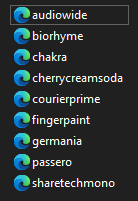 audiowide
biorhyme
chakra
cherrycreamsoda
courierprime
fingerpaint
germania
passero
sharetechmono